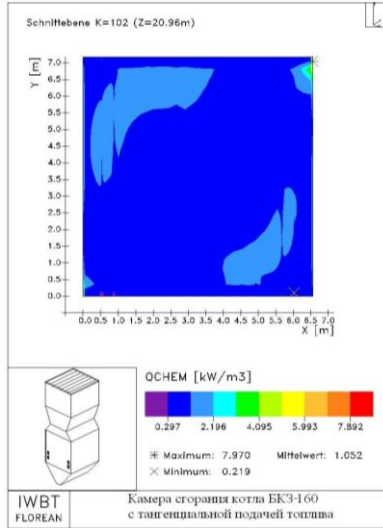 Schnittebene K=102 (Z=20.96m)
Y [m]
7.0
6.5
6.0
5.5
5.0
4.5
4.0
3.5
3.0
2.5
2.0
1.5
1.0
0.5
0.0
0.0 0.5 1.0 1.5 2.0 2.5 3.0 3.5 4.0 4.5 5.0 5.5 6.0 6.5 7.0
X [m]
QCHEM [kW/m3]
0.297 2.196 4.095 5.993 7.892
Maximum: 7.970 Mittelwert: 1.052
Minimum: 0.219
IWBT
FLOREAN
Камера сгорания котла БКЗ-160
с тангенциальной подачей топлива